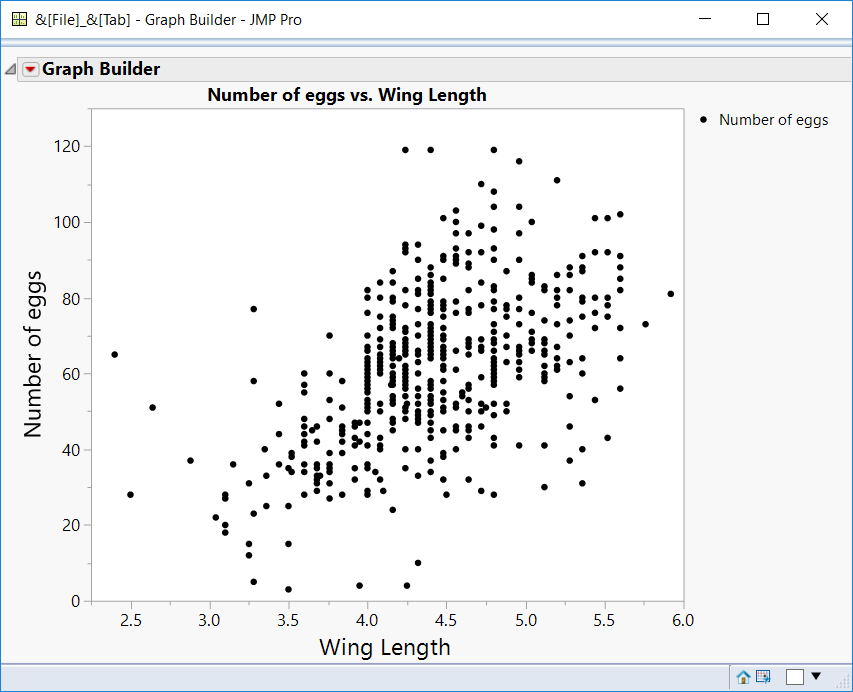 &[File]_&[Tab] - Graph Builder - JMP Pro
Graph Builder
Number of eggs vs. Wing Length
Number of eggs
120
100
80
60
40
20
0
Number of eggs
2.5 3.0 3.5 4.0 4.5 5.0 5.5 6.0
Wing Length